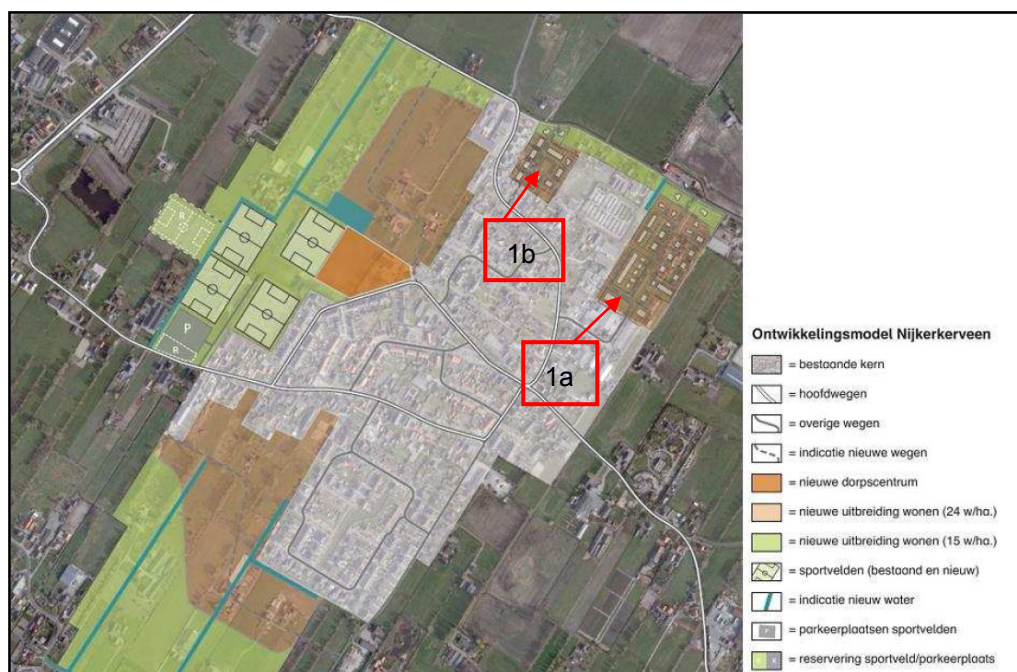 R
P
R
1b
1a
Ontwikkelingsmodel Nijkerkerveen
= bestaande kern
= hoofdwegen
= overige wegen
= indicatie nieuwe wegen
= nieuwe dorpscentrum
= nieuwe uitbreiding wonen (24 w/ha.)
= nieuwe uitbreiding wonen (15 w/ha.)
= sportvelden (bestaand en nieuw)
= indicatie nieuw water
P = parkeerplaatsen sportvelden
= reservering sportveld/parkeerplaats